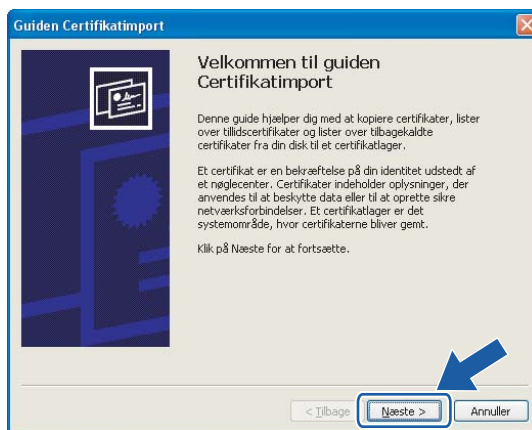 Guiden Certifikatimport
Velkommen til guiden
Certifikatimport
Denne guide hjælper dig med at kopiere certifikater, lister
over tillidscertifikater og lister over tilbagekaldte
certifikater fra din disk til et certifikatlager.
Et certifikat er en bekræftelse på din identitet udstedt af
et nøglecenter. Certifikater indeholder oplysninger, der
anvendes til at beskytte data eller til at oprette sikre
netværksforbindelser. Et certifikatlager er det
systemområde, hvor certifikaterne bliver gemt.
Klik på Næste for at fortsætte.
< Tilbage Næste > Annuller